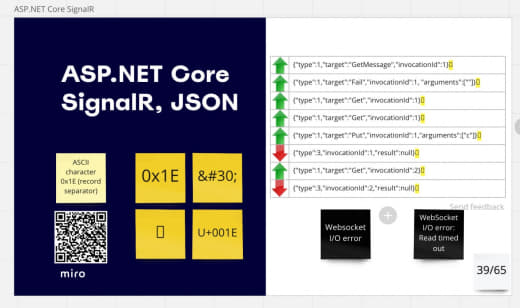 ASP.NET Core SignalR
ASP.NET Core
SignalR, JSON
ASCII
character
0x1E (record
separator)
0x1E
&#30;
▯
U+001E
miro
{"type":1,"target":"GetMessage","invocationId":1}▯
{"type":1,"target":"Fail","invocationId":1, "arguments":[""]}▯
{"type":1,"target":"Get","invocationId":1}▯
{"type":1,"target":"Get","invocationId":1}▯
{"type":1,"target":"Put","invocationId":1,"arguments":["c"]}▯
{"type":3,"invocationId":1,"result":null}▯
{"type":1,"target":"Get","invocationId":2}▯
{"type":3,"invocationId":2,"result":null}▯
Send feedback
Websocket
I/O error
WebSocket
I/O error:
Read timed
out
39/65